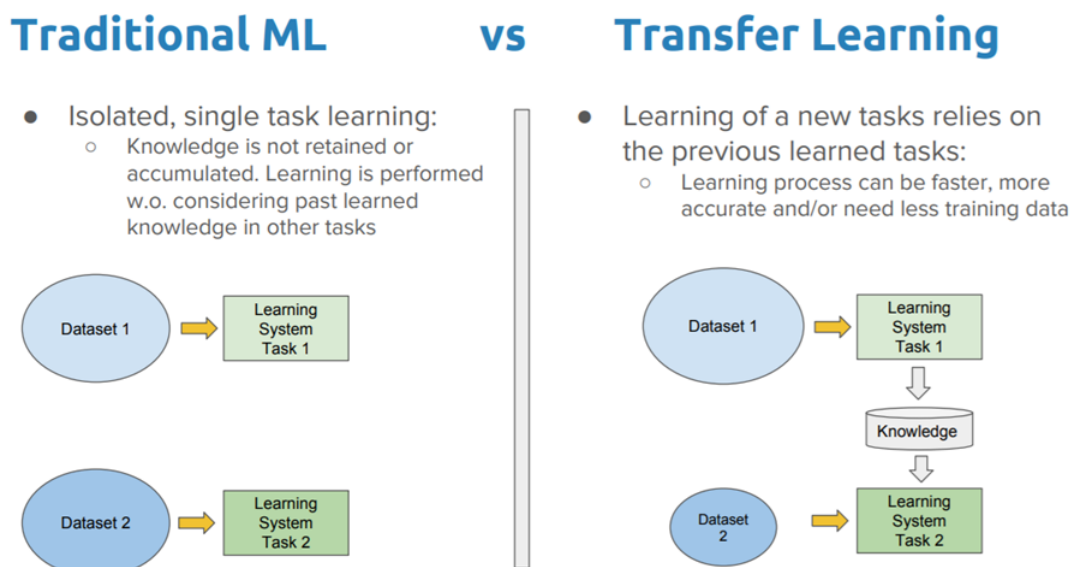 Traditional ML vs Transfer Learning
● Isolated, single task learning:
○ Knowledge is not retained or
accumulated. Learning is performed
w.o. considering past learned
knowledge in other tasks
Dataset 1
Learning
System
Task 1
Dataset 2
Learning
System
Task 2
● Learning of a new tasks relies on
the previous learned tasks:
○ Learning process can be faster, more
accurate and/or need less training data
Dataset 1
Learning
System
Task 1
Knowledge
Dataset
2
Learning
System
Task 2